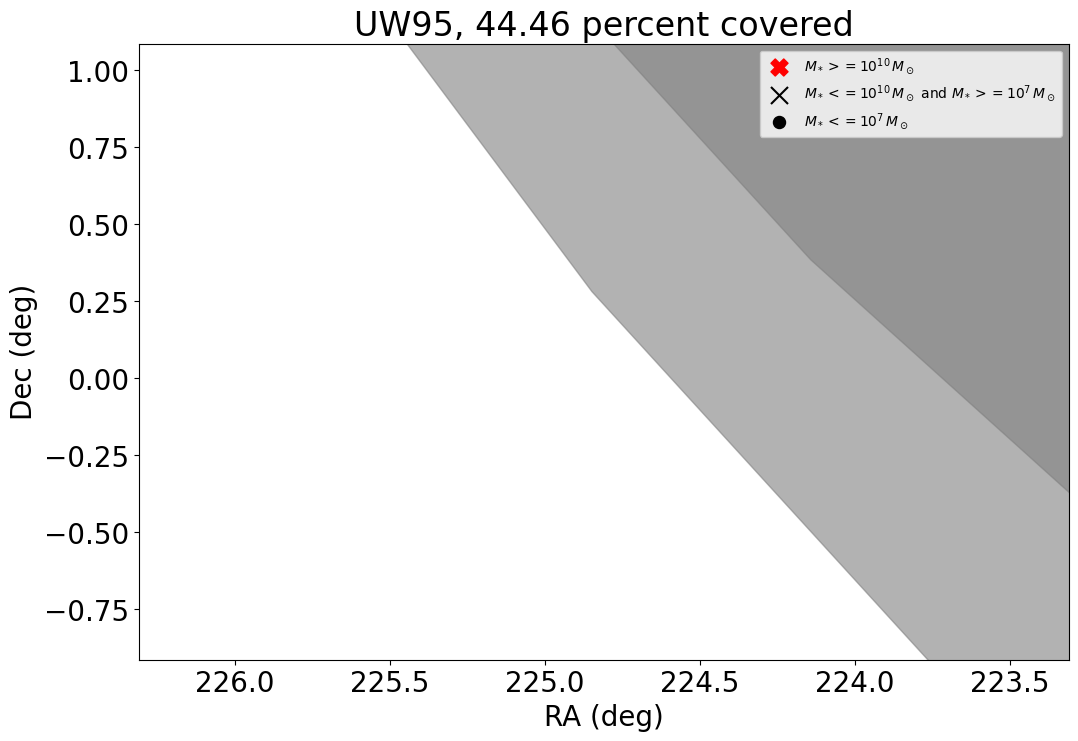 UW95, 44.46 percent covered
M* >= 10^10 M⊙
M* <= 10^10 M⊙ and M* >= 10^7 M⊙
M* <= 10^7 M⊙
1.00
0.75
0.50
0.25
0.00
−0.25
−0.50
−0.75
Dec (deg)
226.0 225.5 225.0 224.5 224.0 223.5
RA (deg)